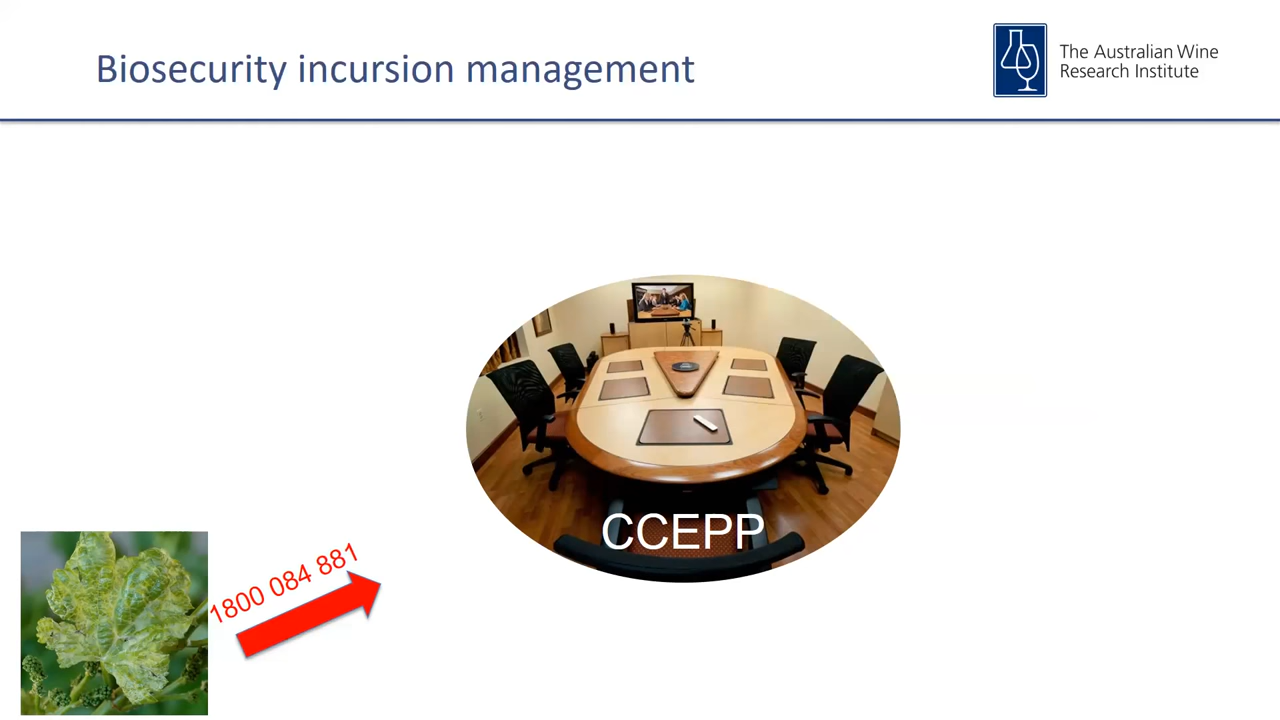 Biosecurity incursion management
The Australian Wine
Research Institute
CCEPP
1800 084 881